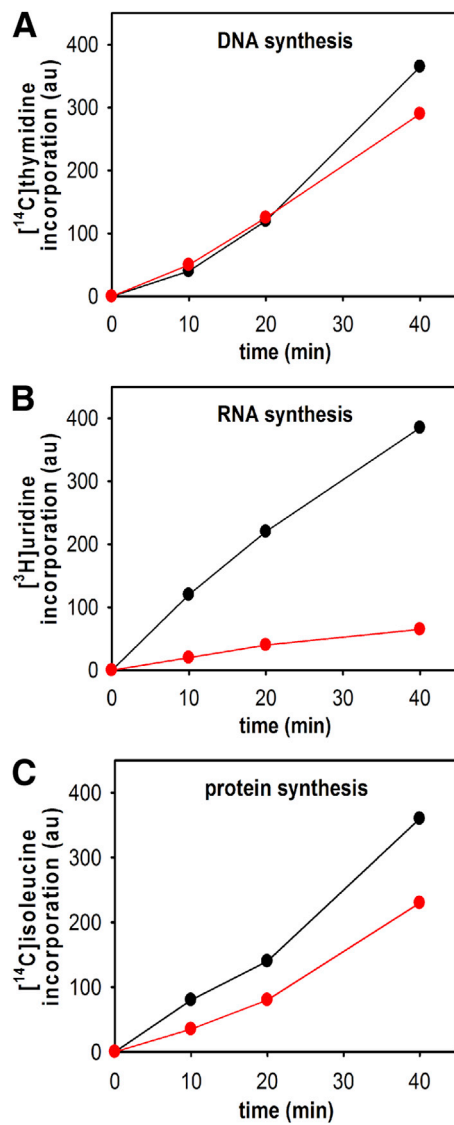 A
DNA synthesis
[¹⁴C]thymidine
incorporation (au)
400
300
200
100
0
0 10 20 30 40
time (min)
B
RNA synthesis
[³H]uridine
incorporation (au)
400
300
200
100
0
0 10 20 30 40
time (min)
C
protein synthesis
[¹⁴C]isoleucine
incorporation (au)
400
300
200
100
0
0 10 20 30 40
time (min)